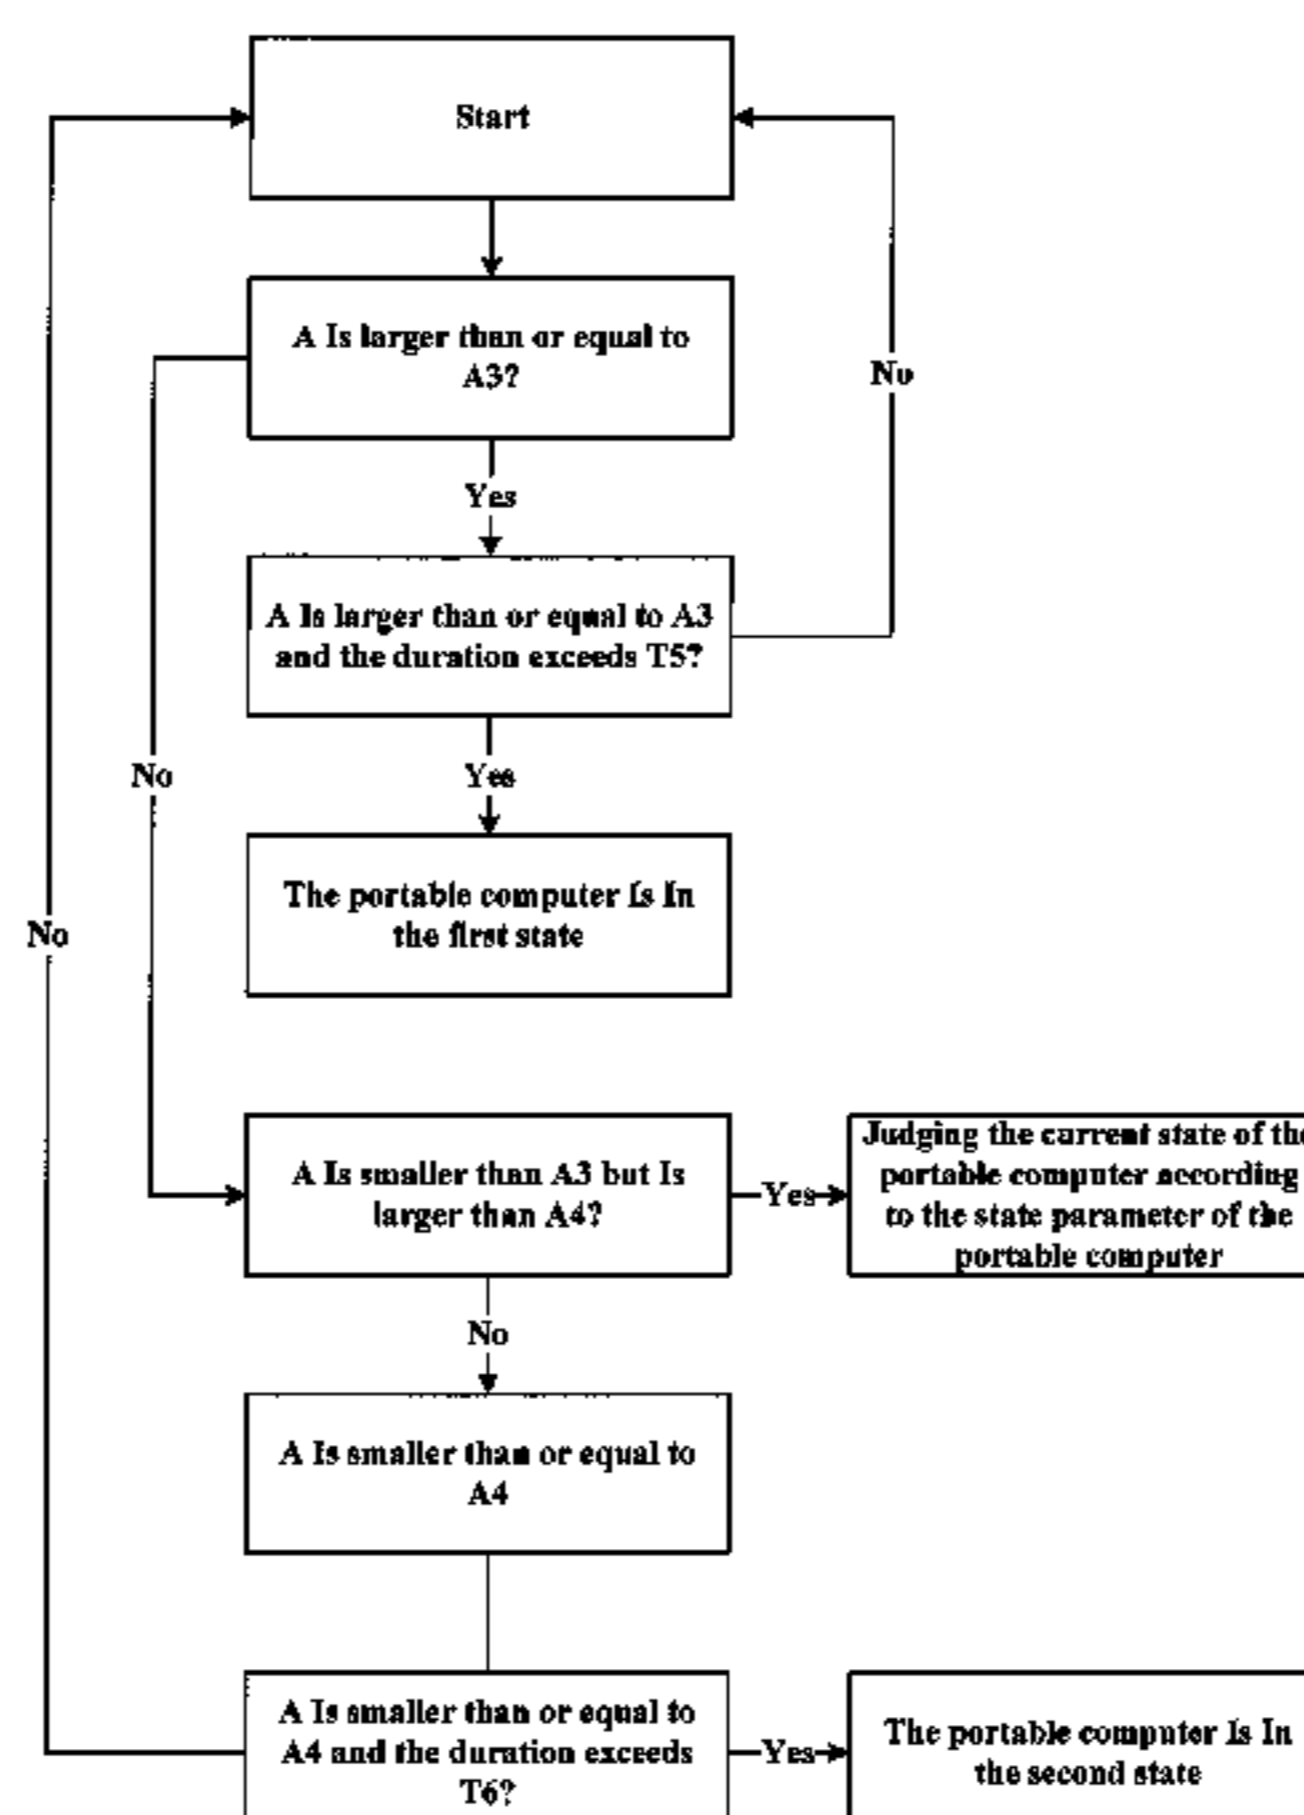 Start
A Is larger than or equal to
A3?
No
Yes
A Is larger than or equal to A3
and the duration exceeds T5?
No
Yes
The portable computer Is In
the first state
No
A Is smaller than A3 but Is
larger than A4?
Yes
Judging the current state of the
portable computer according
to the state parameter of the
portable computer
No
A Is smaller than or equal to
A4
A Is smaller than or equal to
A4 and the duration exceeds
T6?
Yes
The portable computer Is In
the second state